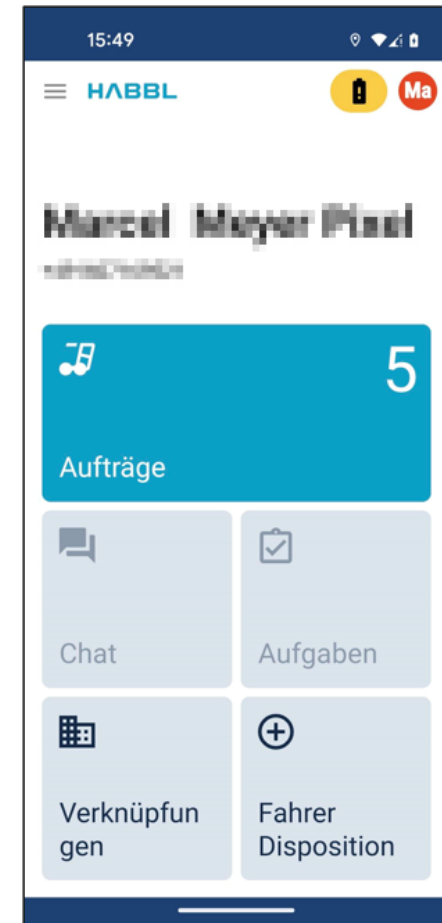 15:49
HABBL
Ma
5
Aufträge
Chat
Aufgaben
Verknüpfun
gen
Fahrer
Disposition